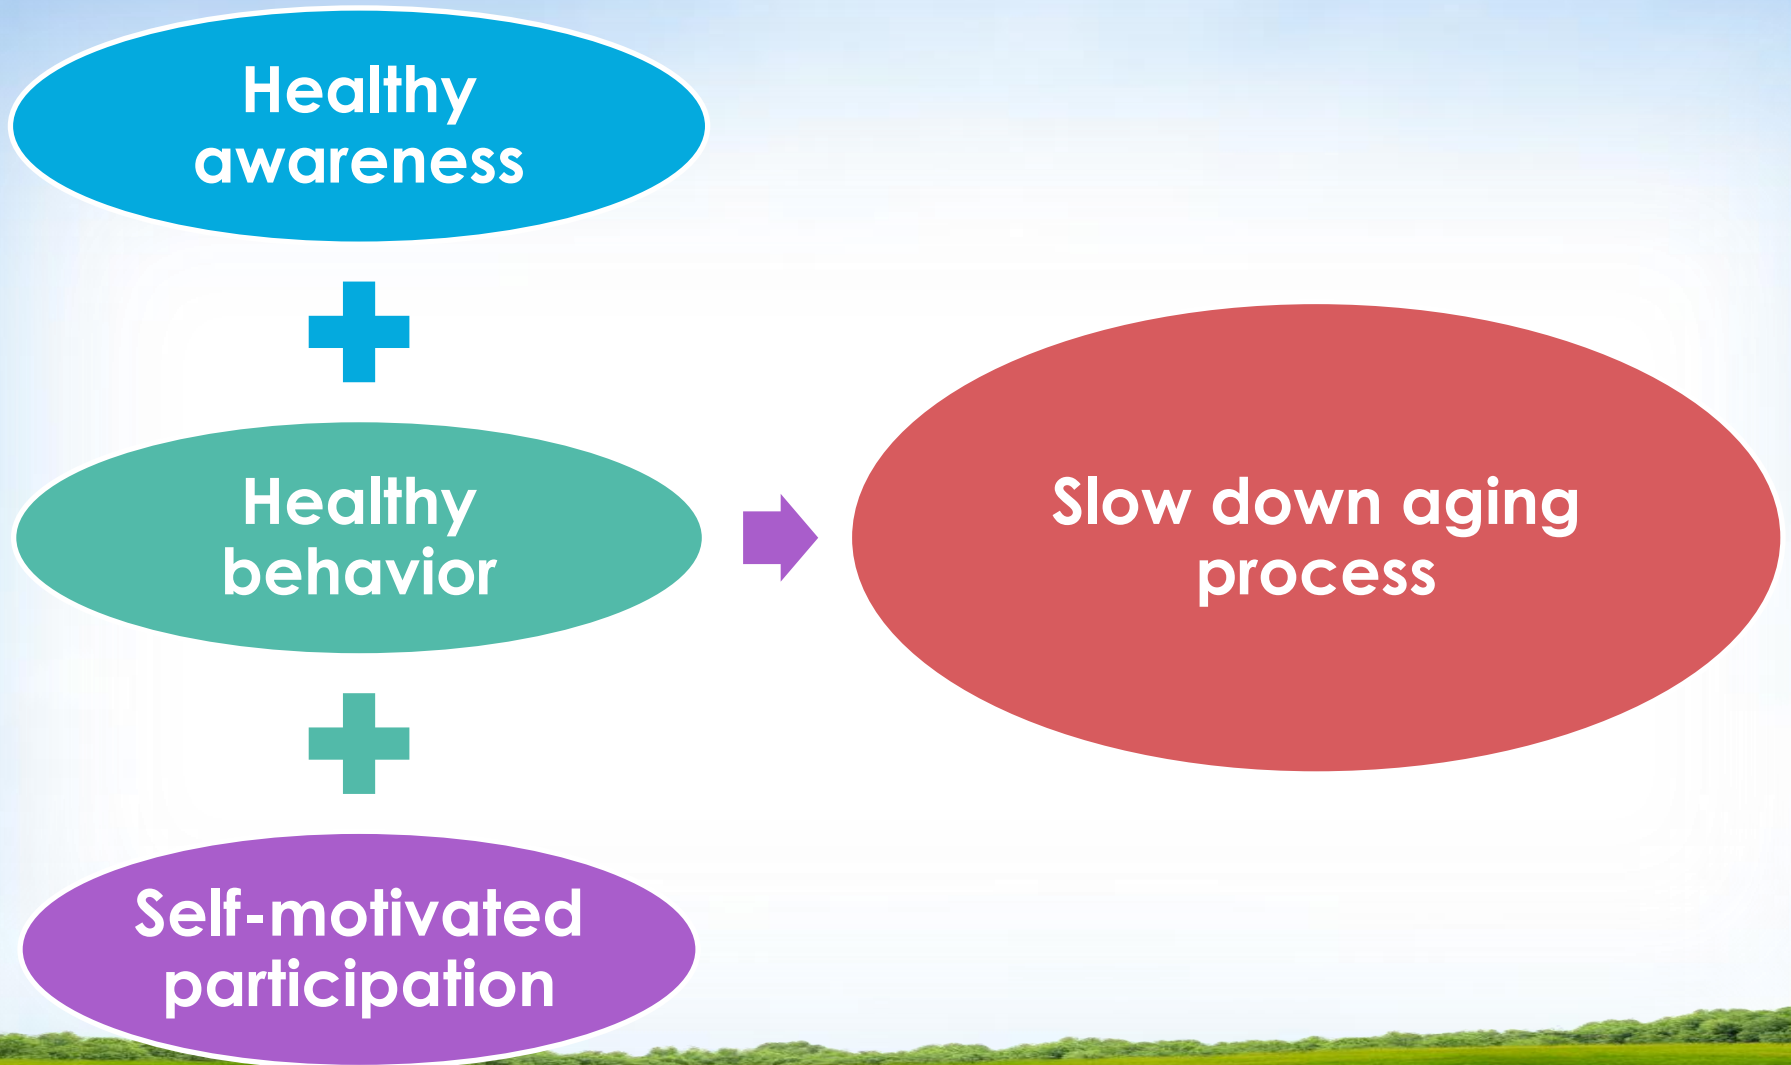 Healthy
awareness
Healthy
behavior
Self-motivated
participation
Slow down aging
process